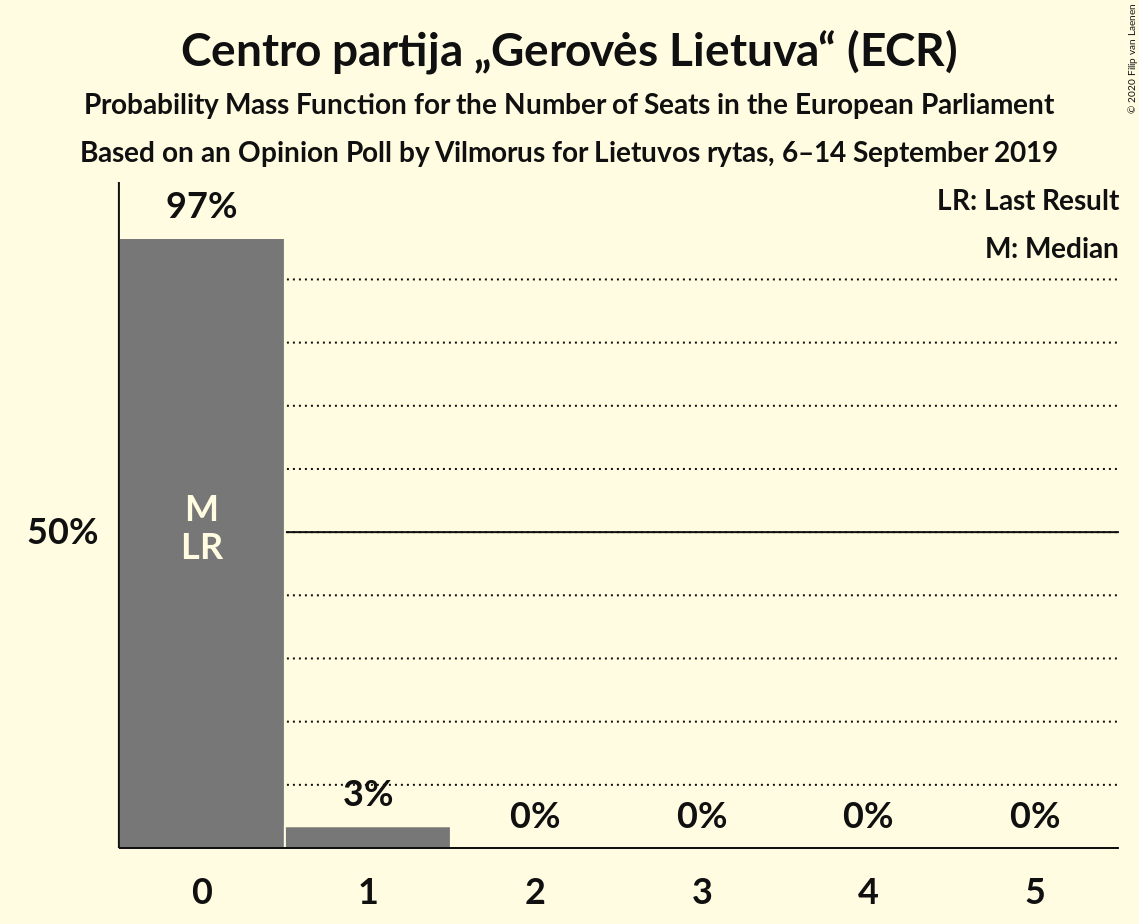 Centro partija „Gerovės Lietuva“ (ECR)
Probability Mass Function for the Number of Seats in the European Parliament
Based on an Opinion Poll by Vilmorus for Lietuvos rytas, 6–14 September 2019
© 2020 Filip van Laenen
LR: Last Result
M: Median
97%
M
LR
50%
3%
0%
0%
0%
0%
0
1
2
3
4
5